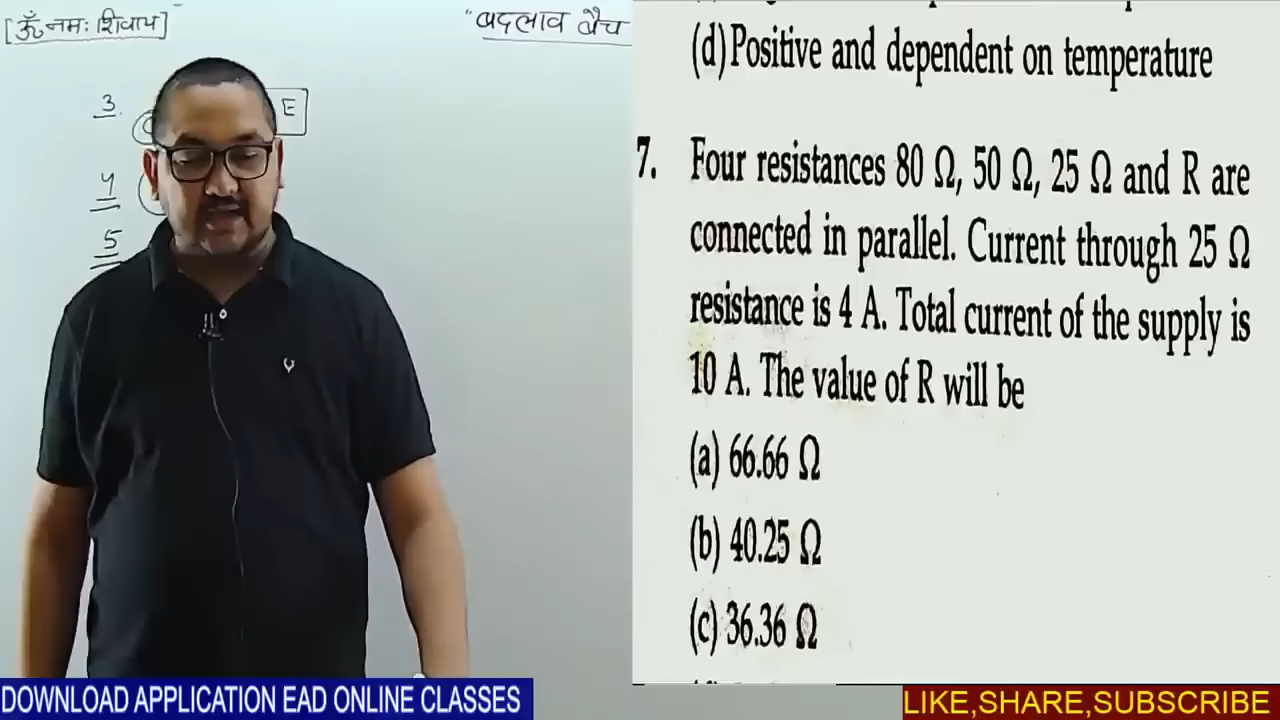 [ॐ नमः शिवाय]
"बदलाव बैच
3.
E
4
5
(d) Positive and dependent on temperature
7. Four resistances 80 Ω, 50 Ω, 25 Ω and R are
connected in parallel. Current through 25 Ω
resistance is 4 A. Total current of the supply is
10 A. The value of R will be
(a) 66.66 Ω
(b) 40.25 Ω
(c) 36.36 Ω
DOWNLOAD APPLICATION EAD ONLINE CLASSES
LIKE,SHARE,SUBSCRIBE